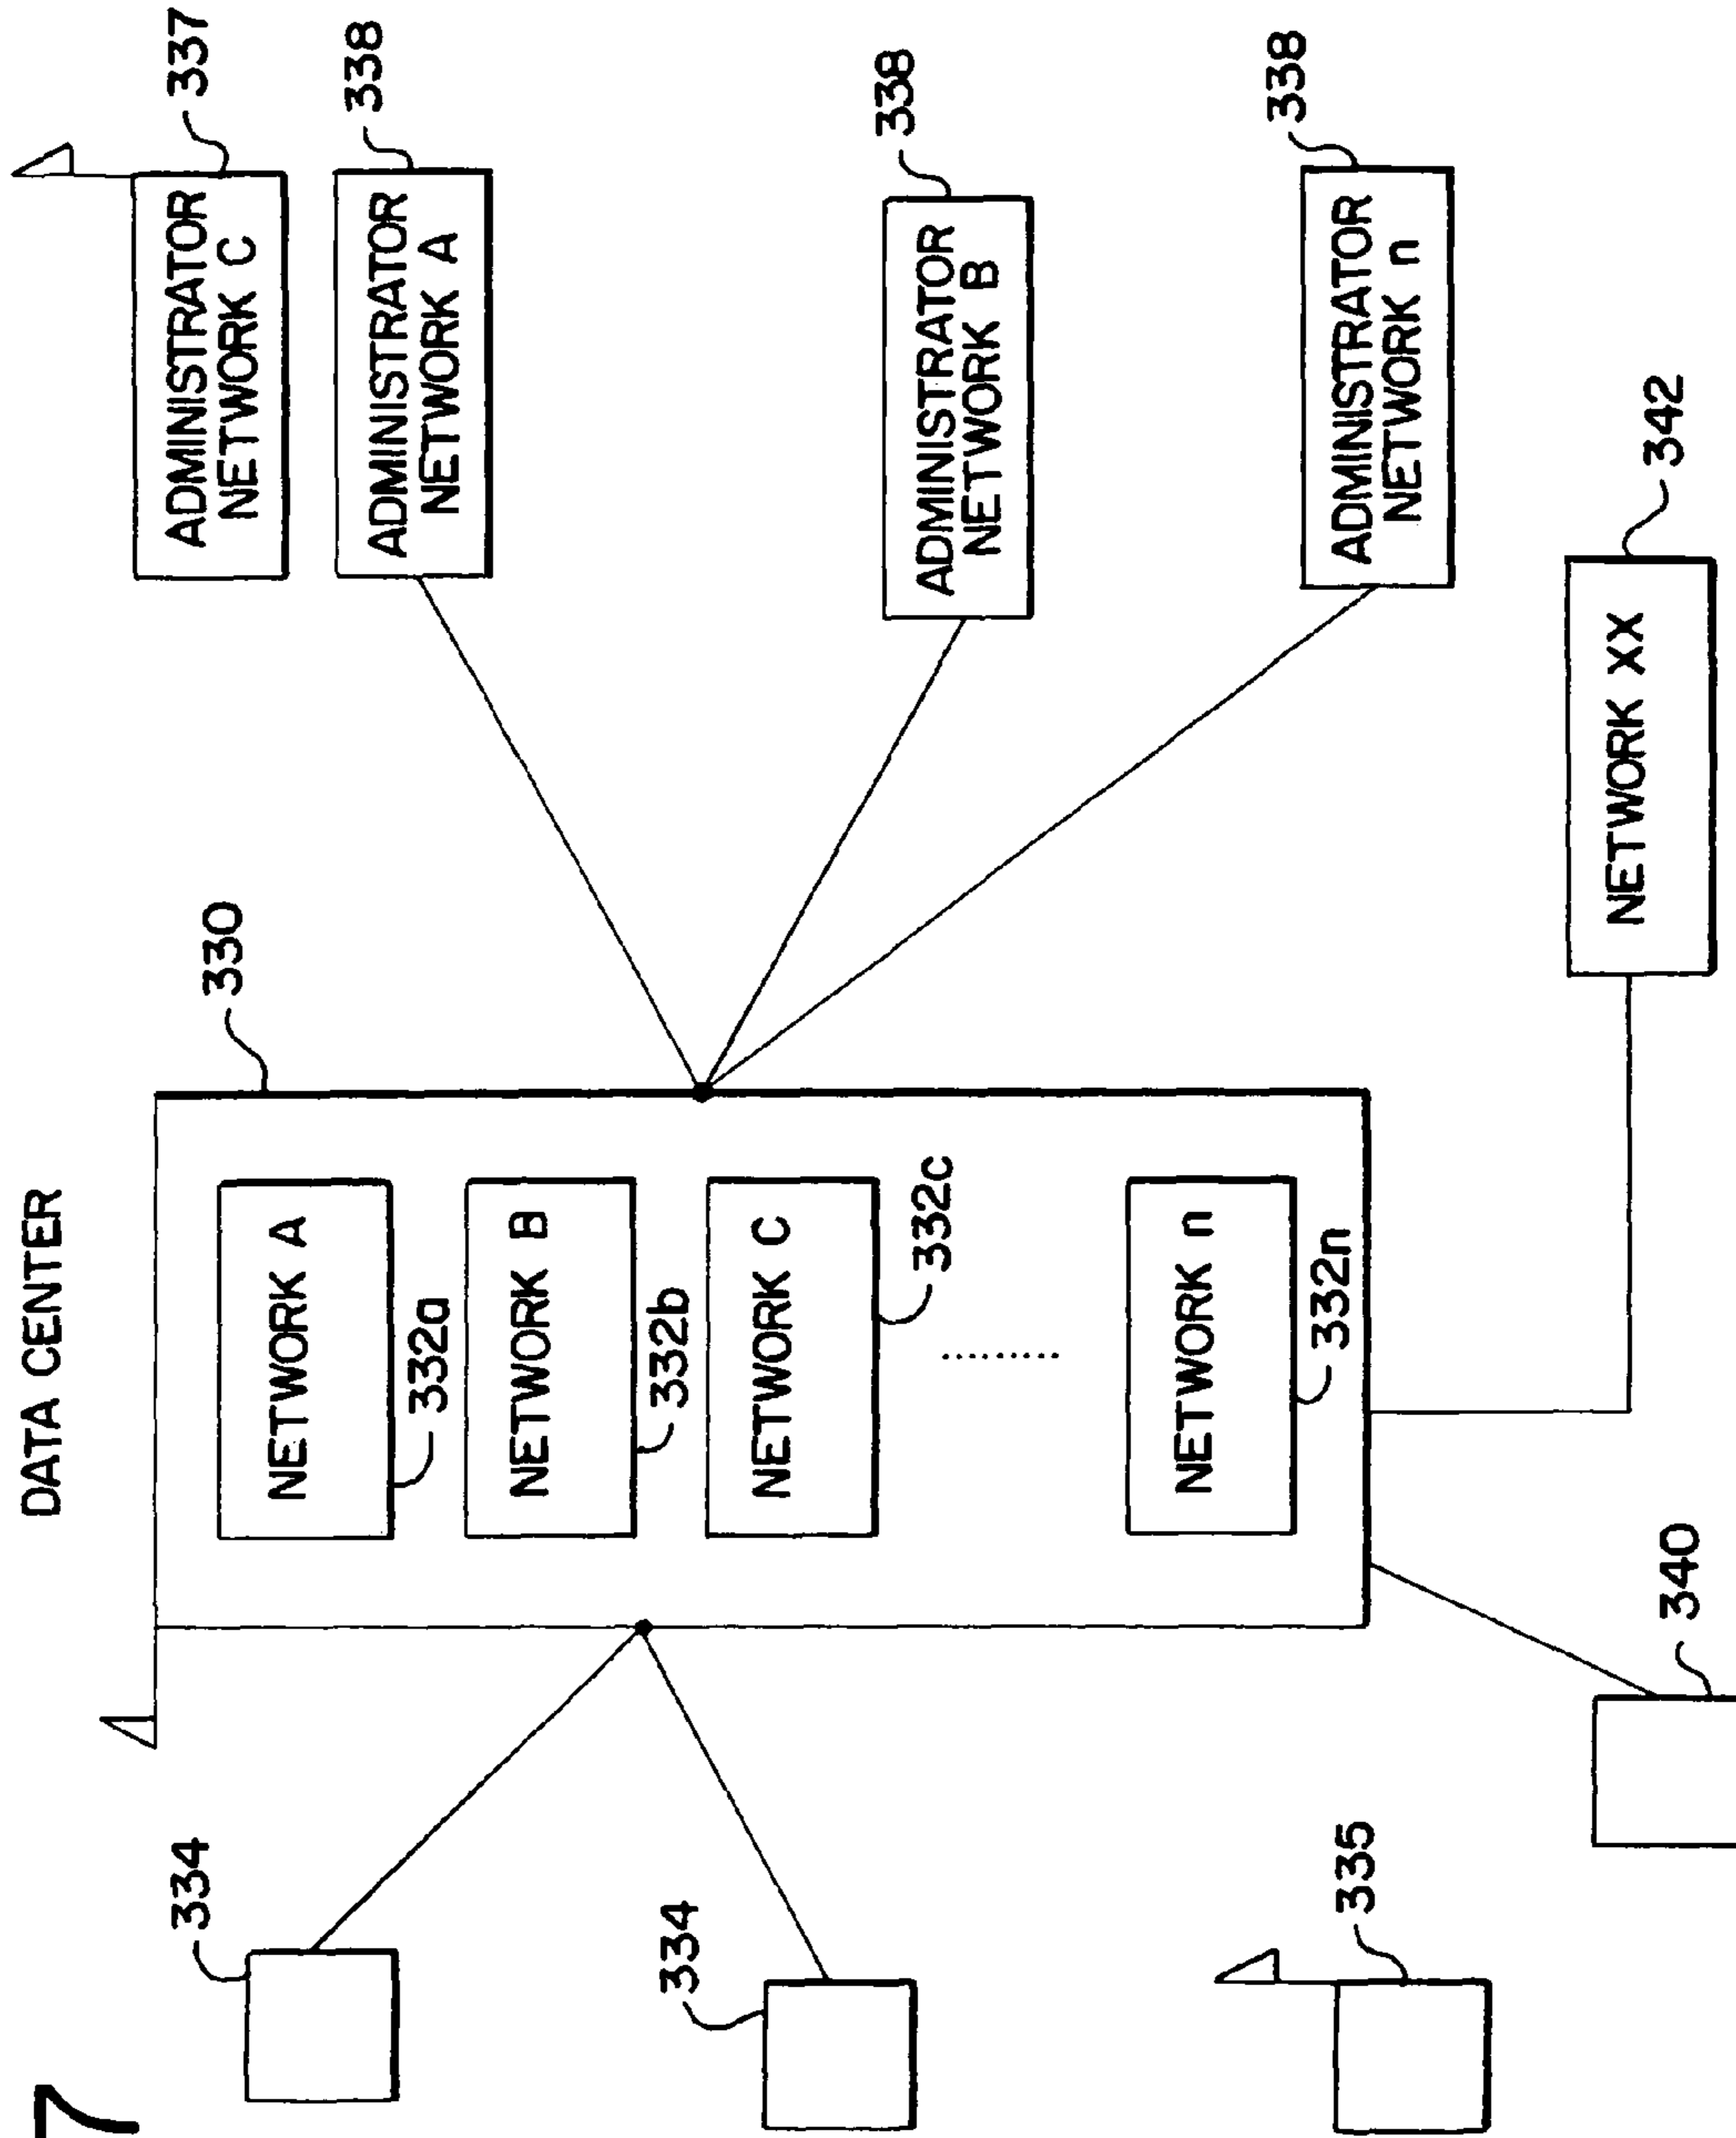 7
DATA CENTER
330
NETWORK A
332a
NETWORK B
332b
NETWORK C
332c
NETWORK n
332n
334
334
335
340
ADMINISTRATOR
NETWORK C
337
ADMINISTRATOR
NETWORK A
338
ADMINISTRATOR
NETWORK B
338
ADMINISTRATOR
NETWORK n
338
NETWORK XX
342